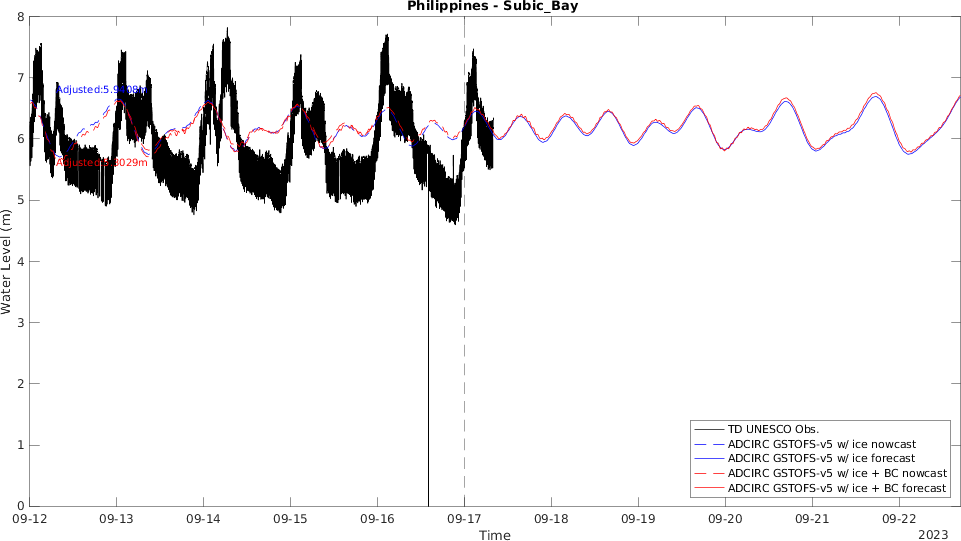 Philippines - Subic_Bay
8
7
6
5
4
3
2
1
0
Water Level (m)
Adjusted:5.9408m
Adjusted:
TD UNESCO Obs.
ADCIRC GSTOFS-v5 w/ ice nowcast
ADCIRC GSTOFS-v5 w/ ice forecast
ADCIRC GSTOFS-v5 w/ ice + BC nowcast
ADCIRC GSTOFS-v5 w/ ice + BC forecast
09-12 09-13 09-14 09-15 09-16 09-17 09-18 09-19 09-20 09-21 09-22
Time
2023